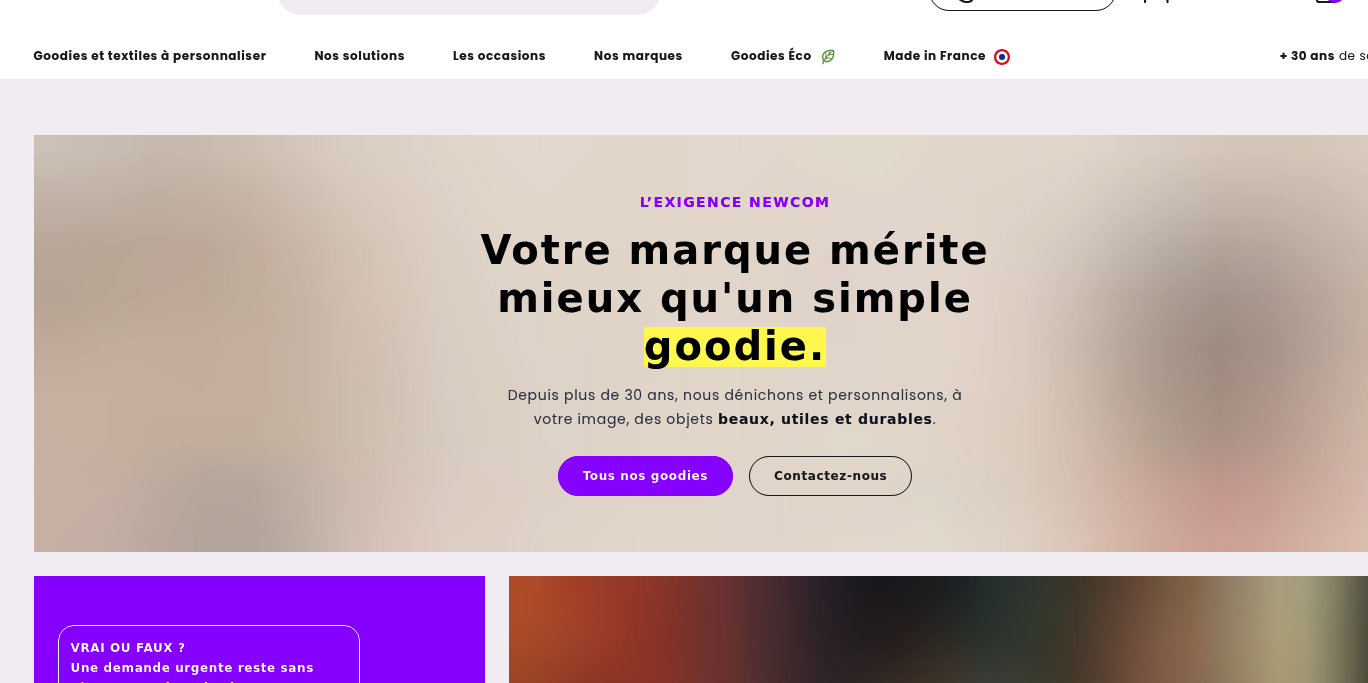 Goodies et textiles à personnaliser Nos solutions Les occasions Nos marques Goodies Éco Made in France + 30 ans de
L'EXIGENCE NEWCOM
Votre marque mérite
mieux qu'un simple
goodie.
Depuis plus de 30 ans, nous dénichons et personnalisons, à
votre image, des objets beaux, utiles et durables.
Tous nos goodies Contactez-nous
VRAI OU FAUX ?
Une demande urgente reste sans